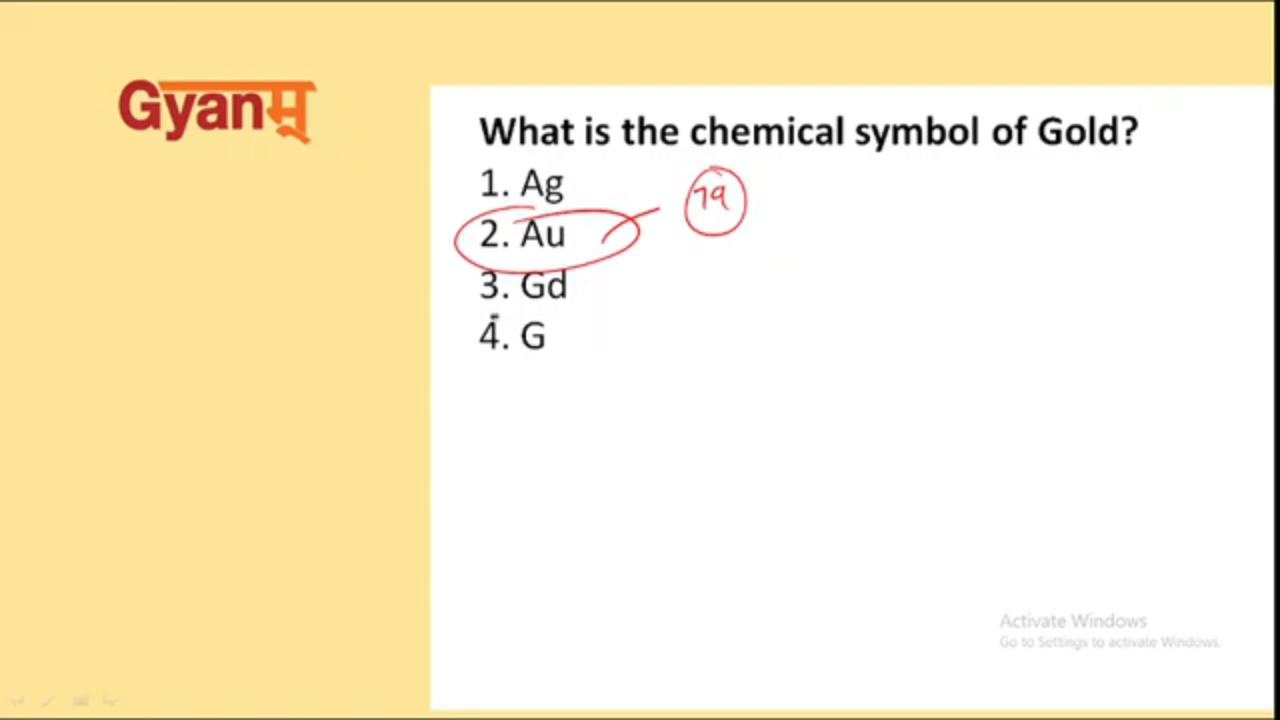 Gyanम्
What is the chemical symbol of Gold?
1. Ag
79
2. Au
3. Gd
4. G
Activate Windows
Go to Settings to activate Windows.